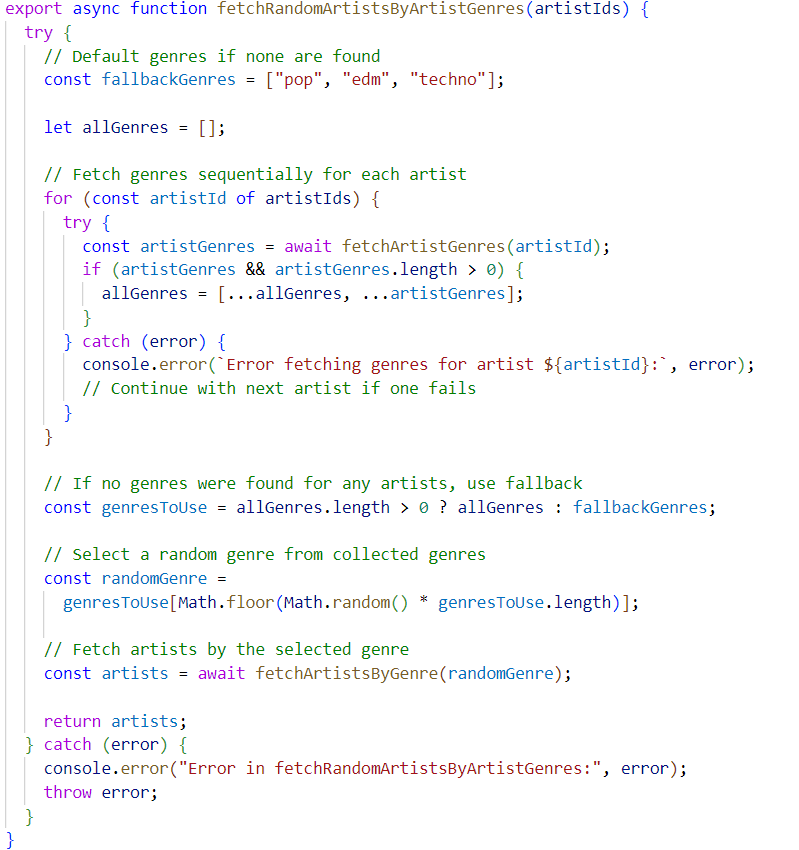 export async function fetchRandomArtistsByArtistGenres(artistIds) {
  try {
    // Default genres if none are found
    const fallbackGenres = ["pop", "edm", "techno"];

    let allGenres = [];

    // Fetch genres sequentially for each artist
    for (const artistId of artistIds) {
      try {
        const artistGenres = await fetchArtistGenres(artistId);
        if (artistGenres && artistGenres.length > 0) {
          allGenres = [...allGenres, ...artistGenres];
        }
      } catch (error) {
        console.error(`Error fetching genres for artist ${artistId}:`, error);
        // Continue with next artist if one fails
      }
    }

    // If no genres were found for any artists, use fallback
    const genresToUse = allGenres.length > 0 ? allGenres : fallbackGenres;

    // Select a random genre from collected genres
    const randomGenre =
      genresToUse[Math.floor(Math.random() * genresToUse.length)];

    // Fetch artists by the selected genre
    const artists = await fetchArtistsByGenre(randomGenre);

    return artists;
  } catch (error) {
    console.error("Error in fetchRandomArtistsByArtistGenres:", error);
    throw error;
  }
}